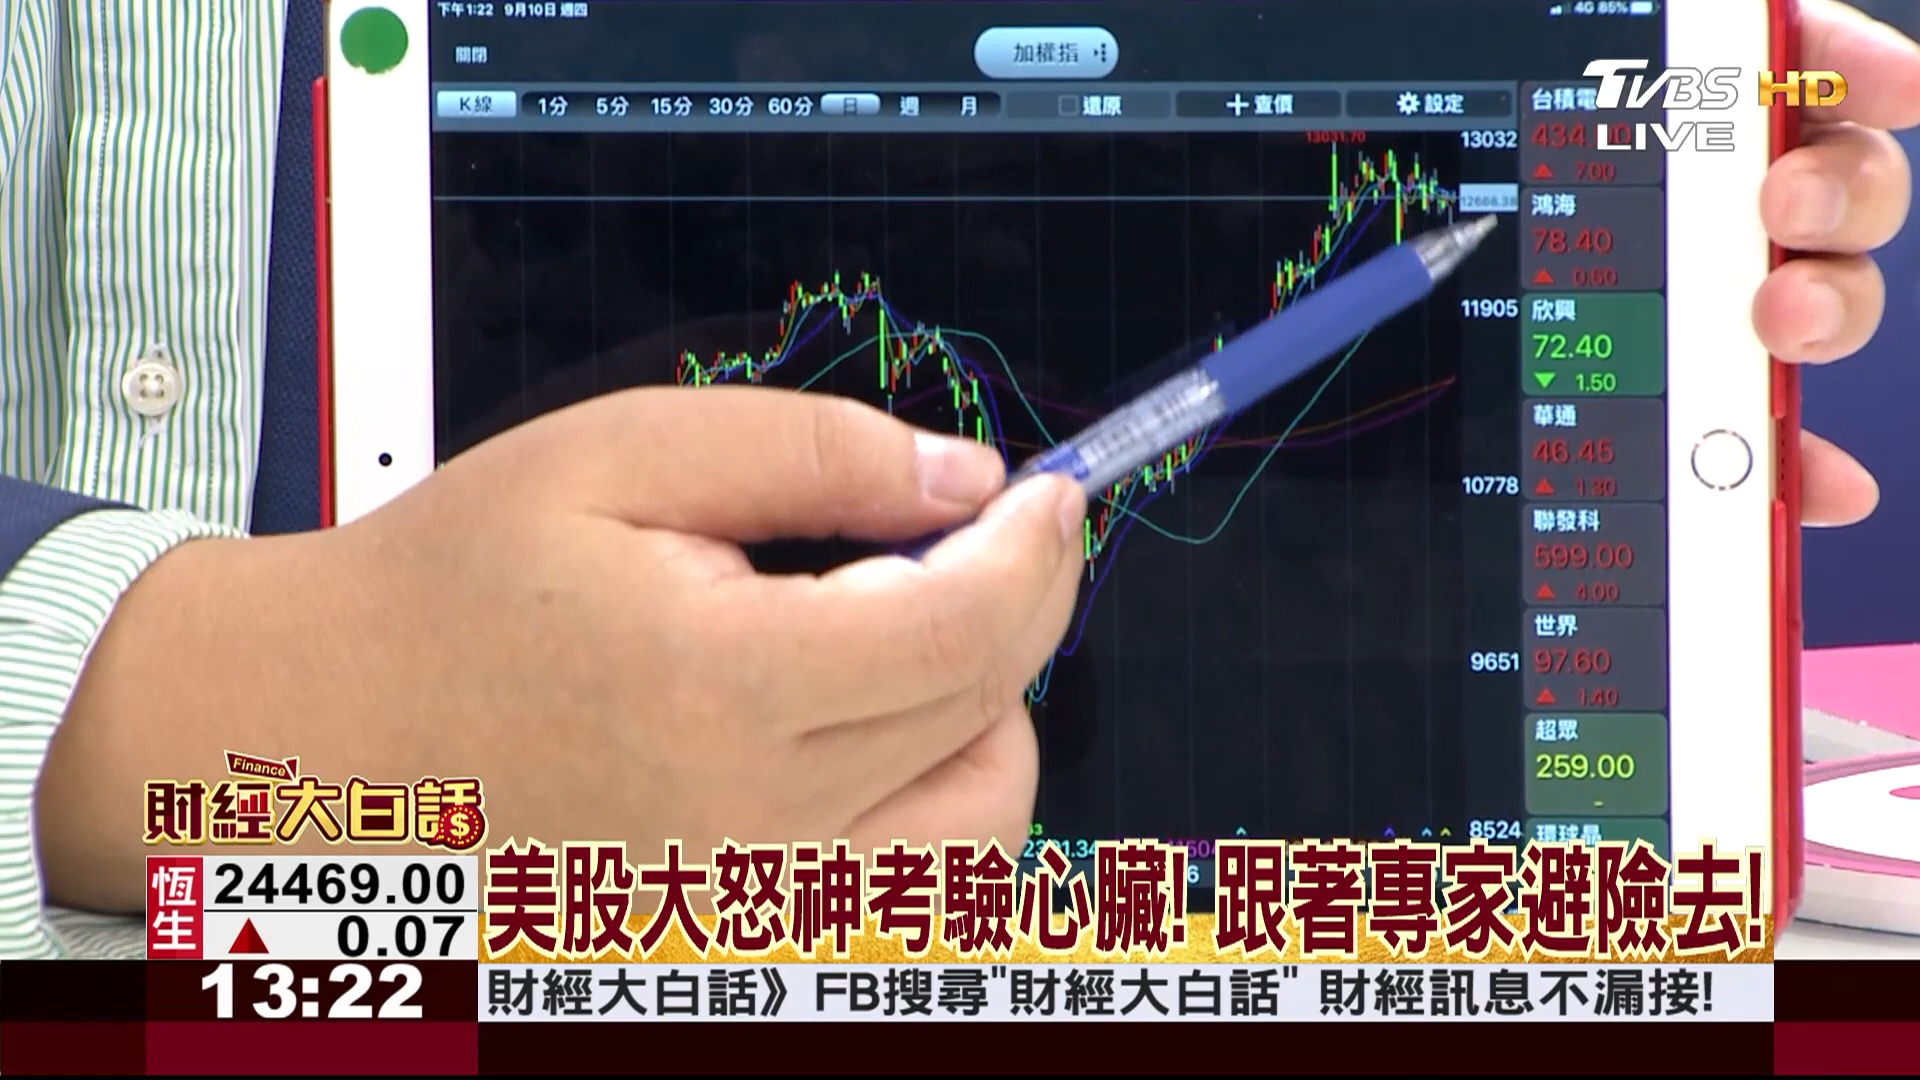 下午1:22 9月10日 週四
4G 85%
關閉
加權指
TVBS HD
LIVE
K線 1分 5分 15分 30分 60分 日 週 月 還原 十查價 設定
13031.70
13032
12668.38
11905
10778
9651
8524
台積電
434.00
▲ 7.00
鴻海
78.40
▲ 0.60
欣興
72.40
▼ 1.50
華通
46.45
▲ 1.30
聯發科
599.00
▲ 4.00
世界
97.60
▲ 1.40
超眾
259.00
-
環球晶
Finance
財經大白話
恆生
24469.00
▲ 0.07
13:22
美股大怒神考驗心臟! 跟著專家避險去!
財經大白話》 FB搜尋"財經大白話" 財經訊息不漏接!